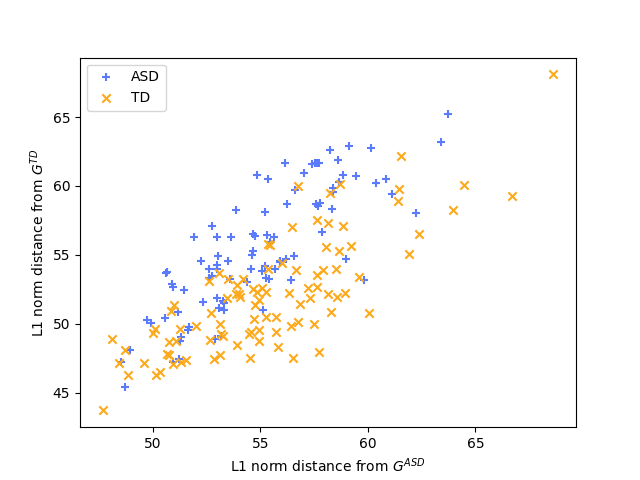 ASD
TD
65
60
55
50
45
L1 norm distance from G^{TD}
50 55 60 65
L1 norm distance from G^{ASD}